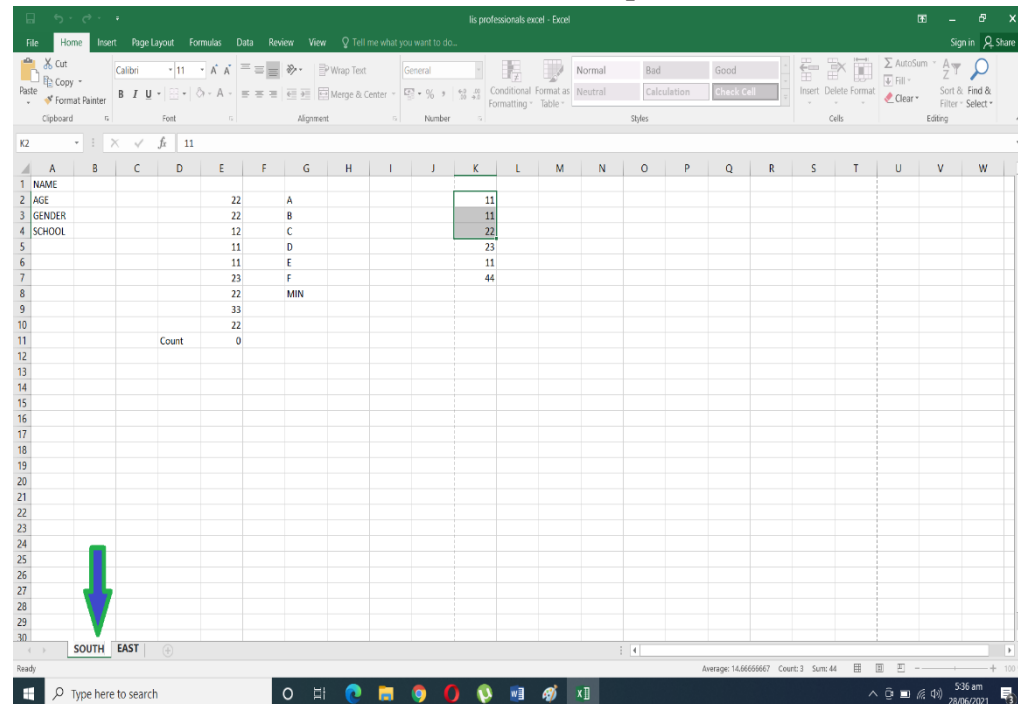 lis professionals excel - Excel
File Home Insert Page Layout Formulas Data Review View Tell me what you want to do... Sign in Share
Cut Calibri 11 Wrap Text General Normal Bad Good AutoSum
Paste Copy Fill
Format Painter B I U Merge & Center % Conditional Formatting Format as Table Neutral Calculation Check Cell Insert Delete Format Clear Sort & Filter Find & Select
Clipboard Font Alignment Number Styles Cells Editing
K2 fx 11
A B C D E F G H I J K L M N O P Q R S T U V W
1 NAME
2 AGE 22 A 11
3 GENDER 22 B 11
4 SCHOOL 12 C 22
5 11 D 23
6 11 E 11
7 23 F 44
8 22 MIN
9 33
10 22
11 Count 0
12
13
14
15
16
17
18
19
20
21
22
23
24
25
26
27
28
29
30
SOUTH EAST
Ready Average: 14.66666667 Count: 3 Sum: 44 100
Type here to search 5:36 am
28/06/2021